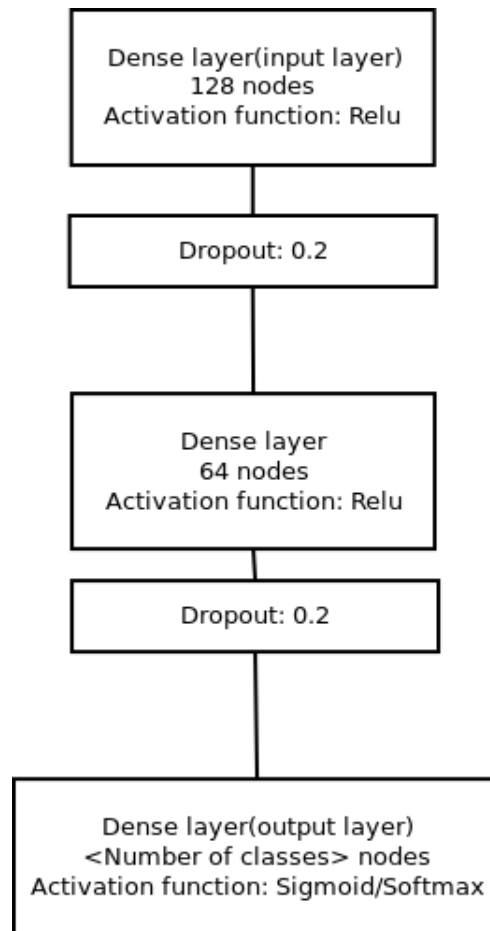 Dense layer(input layer)
128 nodes
Activation function: Relu
Dropout: 0.2
Dense layer
64 nodes
Activation function: Relu
Dropout: 0.2
Dense layer(output layer)
<Number of classes> nodes
Activation function: Sigmoid/Softmax